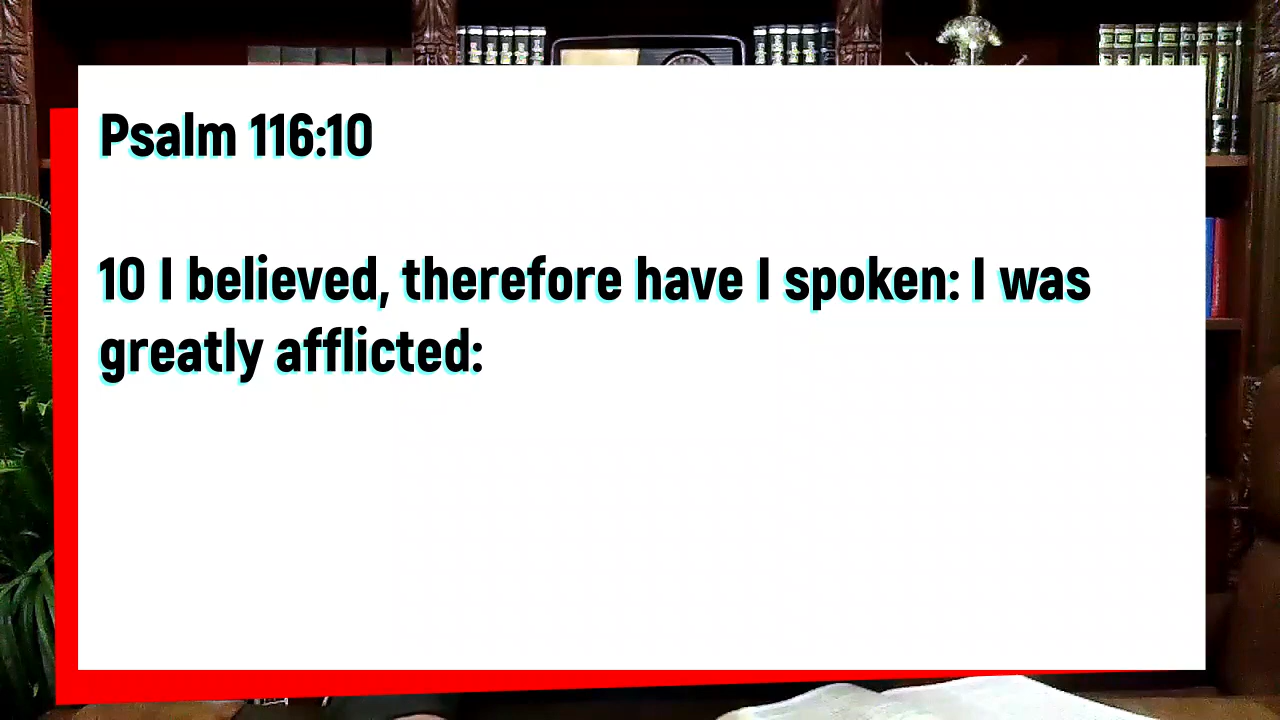 Psalm 116:10
10 I believed, therefore have I spoken: I was
greatly afflicted: